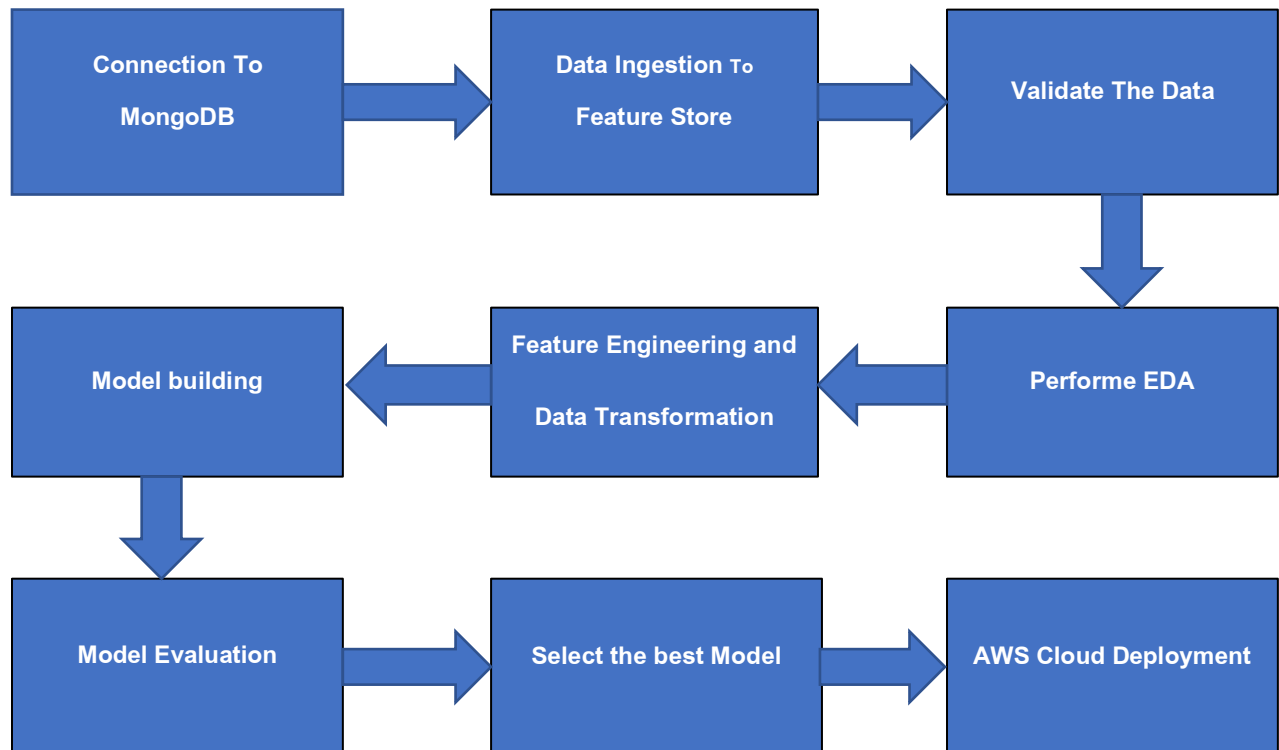 Connection To
MongoDB
Data Ingestion To
Feature Store
Validate The Data
Performe EDA
Feature Engineering and
Data Transformation
Model building
Model Evaluation
Select the best Model
AWS Cloud Deployment